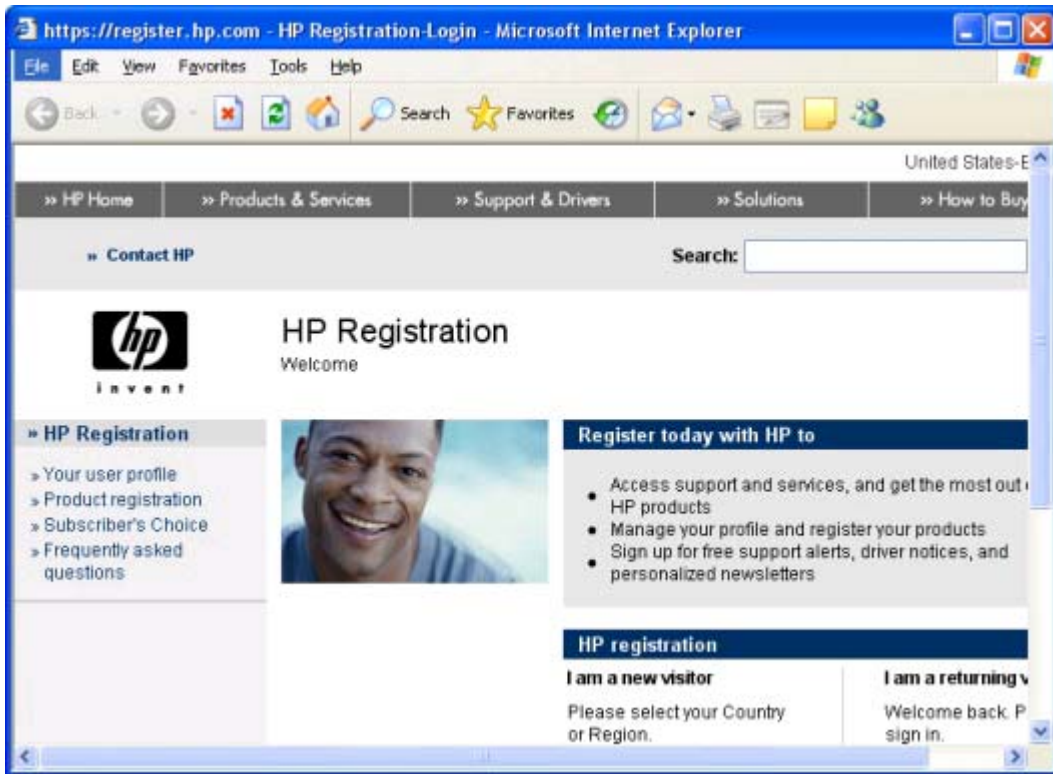 https://register.hp.com - HP Registration-Login - Microsoft Internet Explorer
File Edit View Favorites Tools Help
Back Search Favorites
United States-E
» HP Home » Products & Services » Support & Drivers » Solutions » How to Buy
» Contact HP Search:
hp
invent
HP Registration
Welcome
» HP Registration
» Your user profile
» Product registration
» Subscriber's Choice
» Frequently asked
questions
Register today with HP to
• Access support and services, and get the most out
HP products
• Manage your profile and register your products
• Sign up for free support alerts, driver notices, and
personalized newsletters
HP registration
I am a new visitor
Please select your Country
or Region.
I am a returning v
Welcome back. P
sign in.